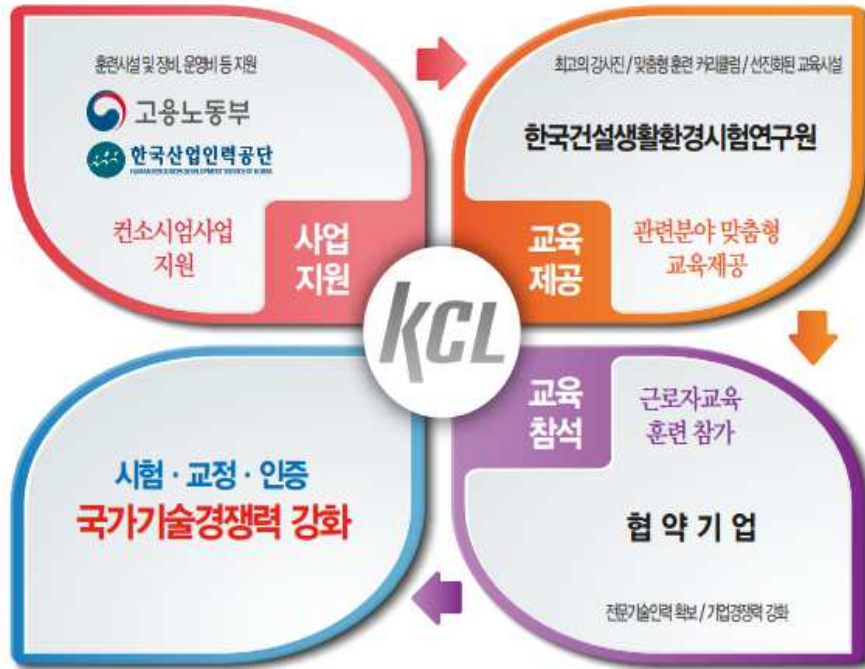 훈련시설 및 장비, 운영비 등 지원
고용노동부
한국산업인력공단
HUMAN RESOURCES DEVELOPMENT SERVICE OF KOREA
컨소시엄사업
지원
사업
지원
최고의 강사진 / 맞춤형 훈련 커리큘럼 / 선진화된 교육시설
한국건설생활환경시험연구원
교육
제공
관련분야 맞춤형
교육제공
KCL
교육
참석
근로자교육
훈련 참가
협약기업
전문기술인력 확보 / 기업경쟁력 강화
시험 · 교정 · 인증
국가기술경쟁력 강화